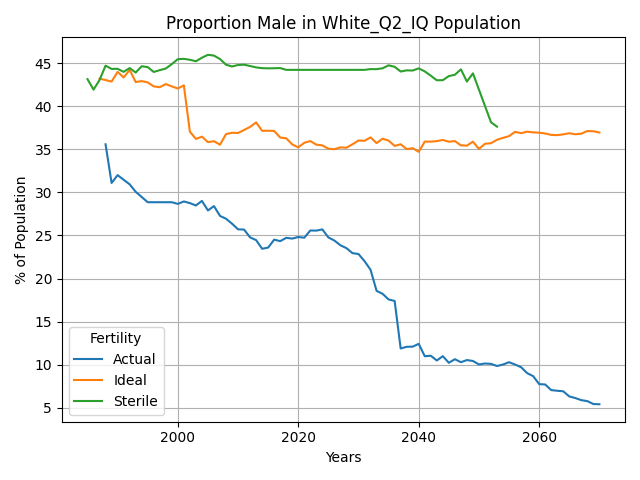 Proportion Male in White_Q2_IQ Population
% of Population
45
40
35
30
25
20
15
10
5
Fertility
Actual
Ideal
Sterile
2000
2020
2040
2060
Years